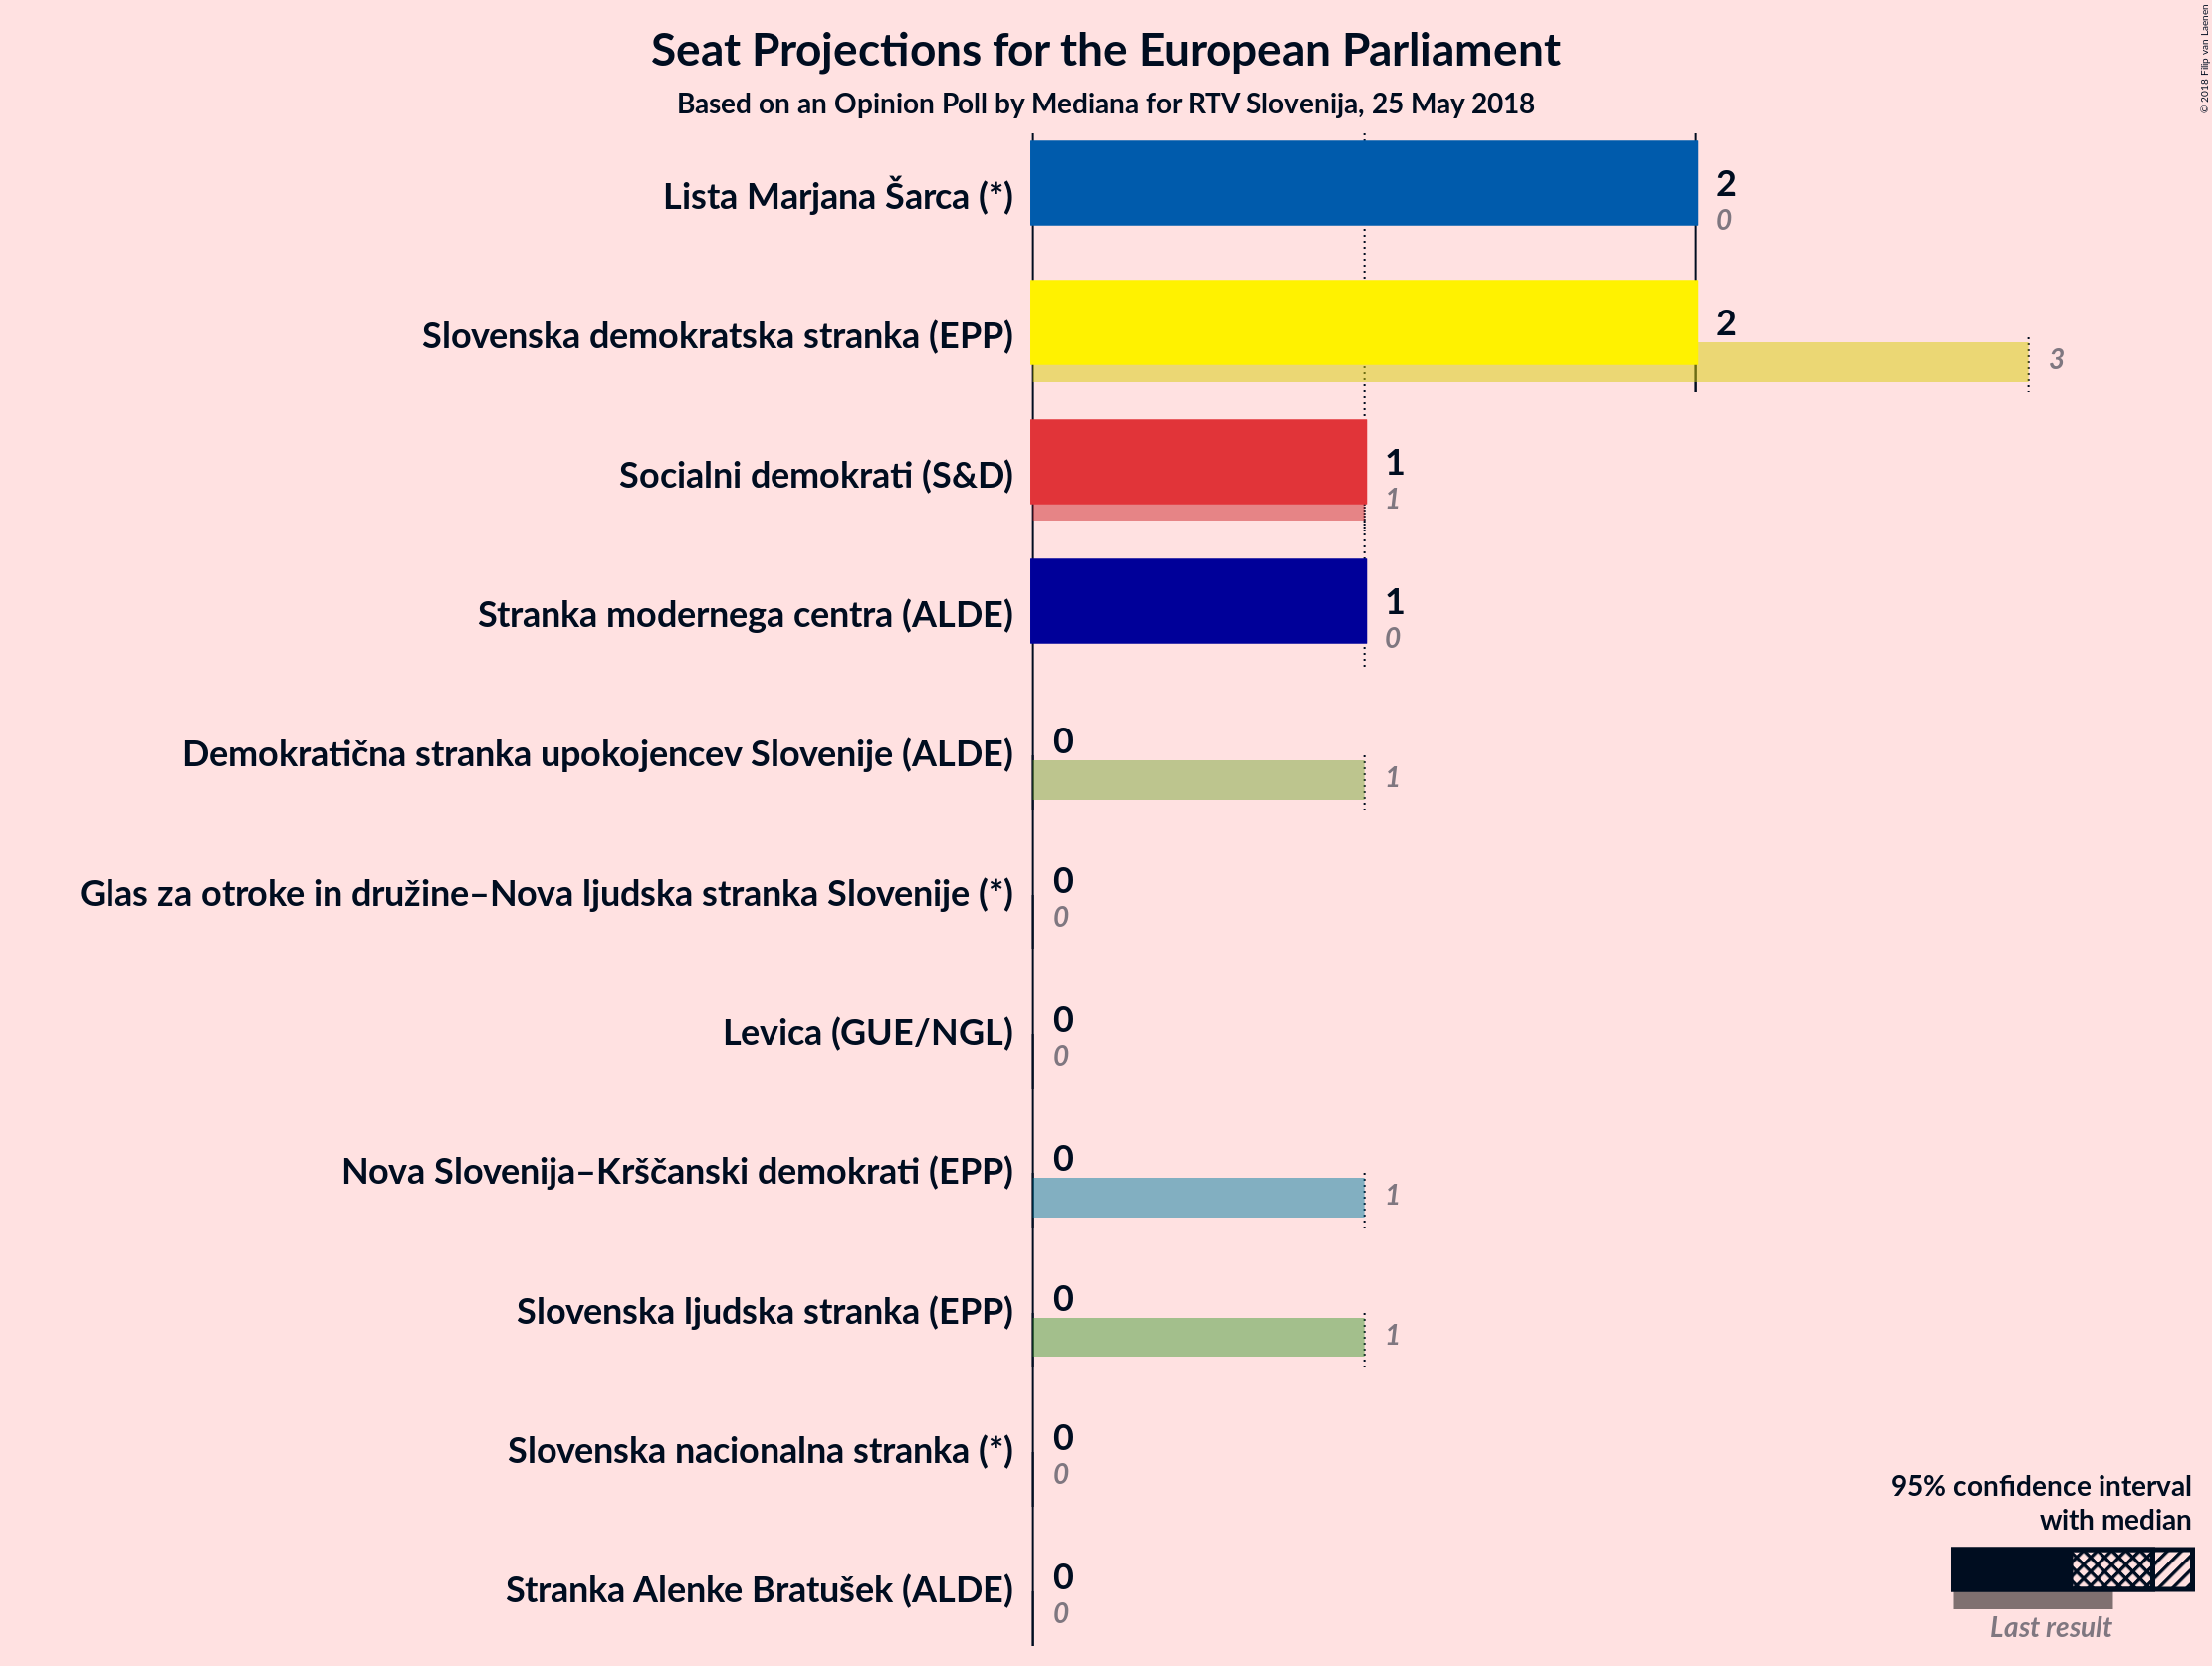 Seat Projections for the European Parliament
Based on an Opinion Poll by Mediana for RTV Slovenija, 25 May 2018
© 2018 Filip van Laenen
Lista Marjana Šarca (*)
2
0
Slovenska demokratska stranka (EPP)
2
3
Socialni demokrati (S&D)
1
1
Stranka modernega centra (ALDE)
1
0
Demokratična stranka upokojencev Slovenije (ALDE)
0
1
Glas za otroke in družine–Nova ljudska stranka Slovenije (*)
0
0
Levica (GUE/NGL)
0
0
Nova Slovenija–Krščanski demokrati (EPP)
0
1
Slovenska ljudska stranka (EPP)
0
1
Slovenska nacionalna stranka (*)
0
0
Stranka Alenke Bratušek (ALDE)
0
0
95% confidence interval
with median
Last result